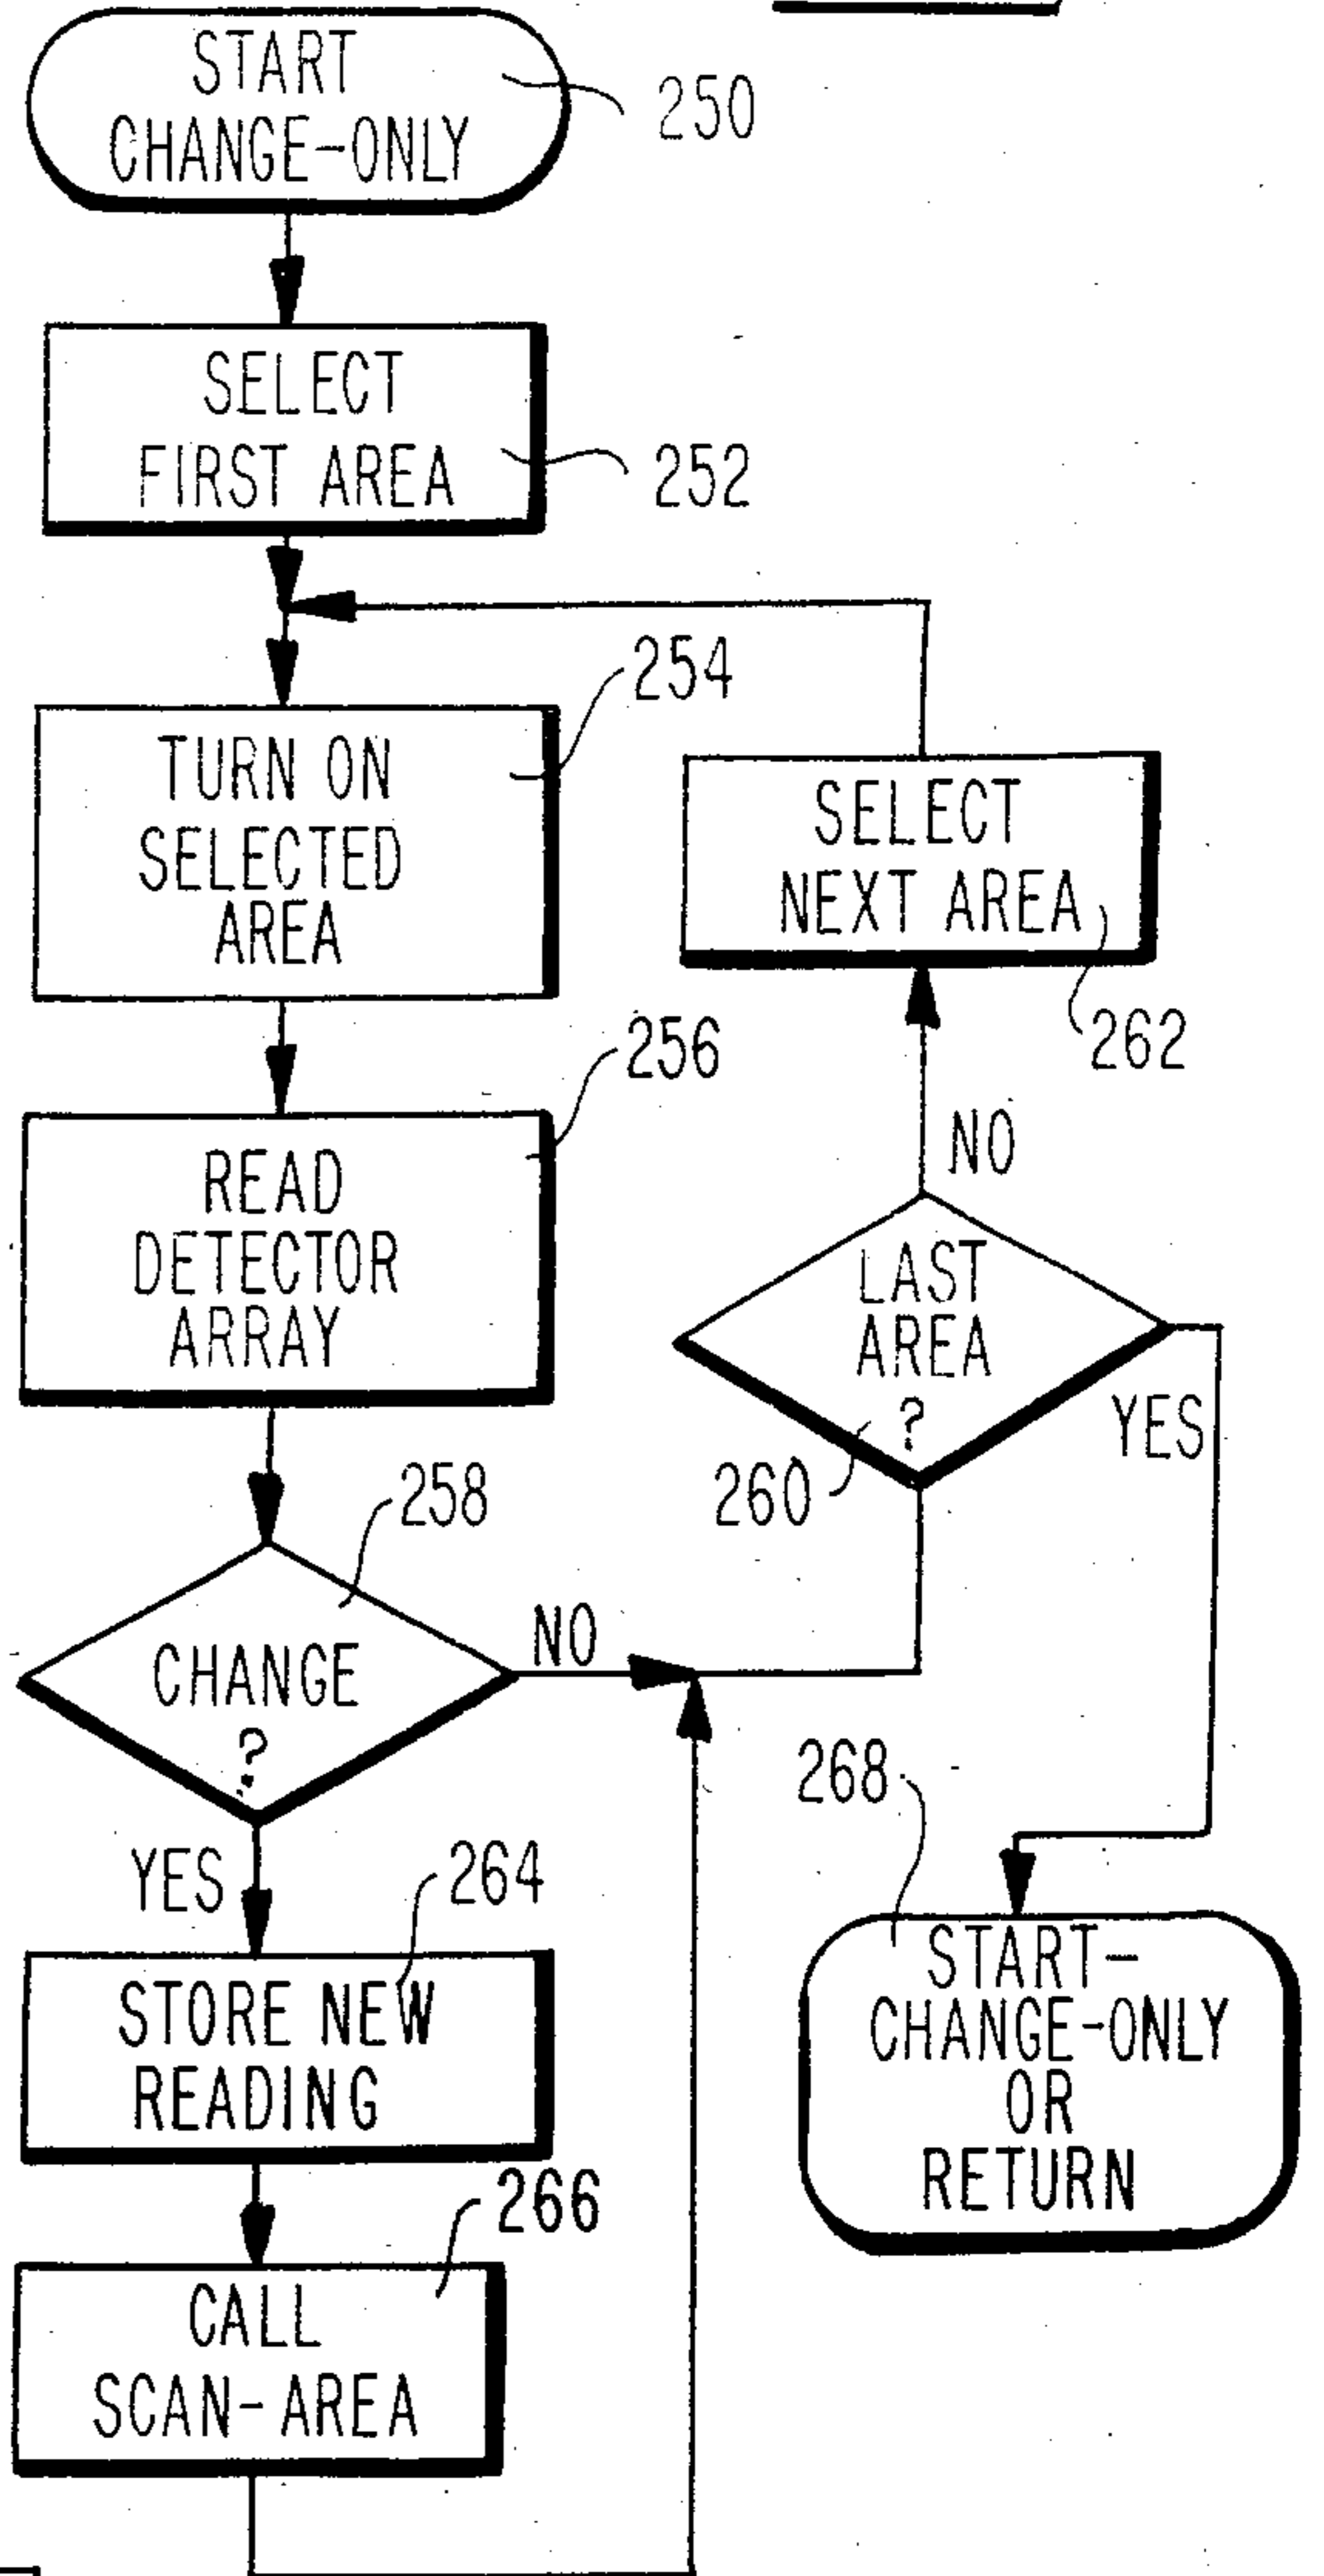 START
CHANGE-ONLY
250
SELECT
FIRST AREA
252
254
TURN ON
SELECTED
AREA
SELECT
NEXT AREA
262
256
READ
DETECTOR
ARRAY
NO
LAST
AREA
?
260
YES
258
CHANGE
?
NO
YES
264
STORE NEW
READING
266
CALL
SCAN-AREA
268
START-
CHANGE-ONLY
OR
RETURN